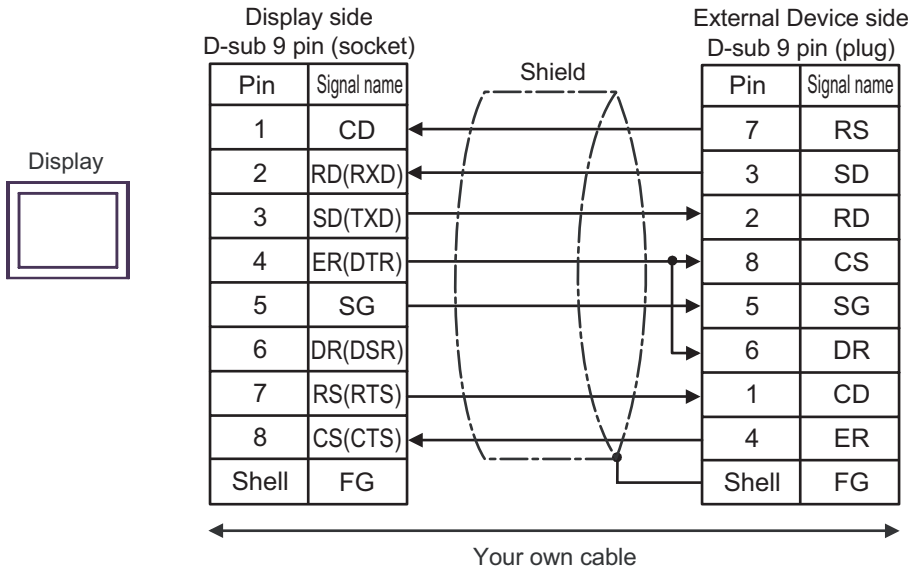 Display side
D-sub 9 pin (socket)
External Device side
D-sub 9 pin (plug)
Shield
Display
Pin Signal name Pin Signal name
1 CD 7 RS
2 RD(RXD) 3 SD
3 SD(TXD) 2 RD
4 ER(DTR) 8 CS
5 SG 5 SG
6 DR(DSR) 6 DR
7 RS(RTS) 1 CD
8 CS(CTS) 4 ER
Shell FG Shell FG
Your own cable